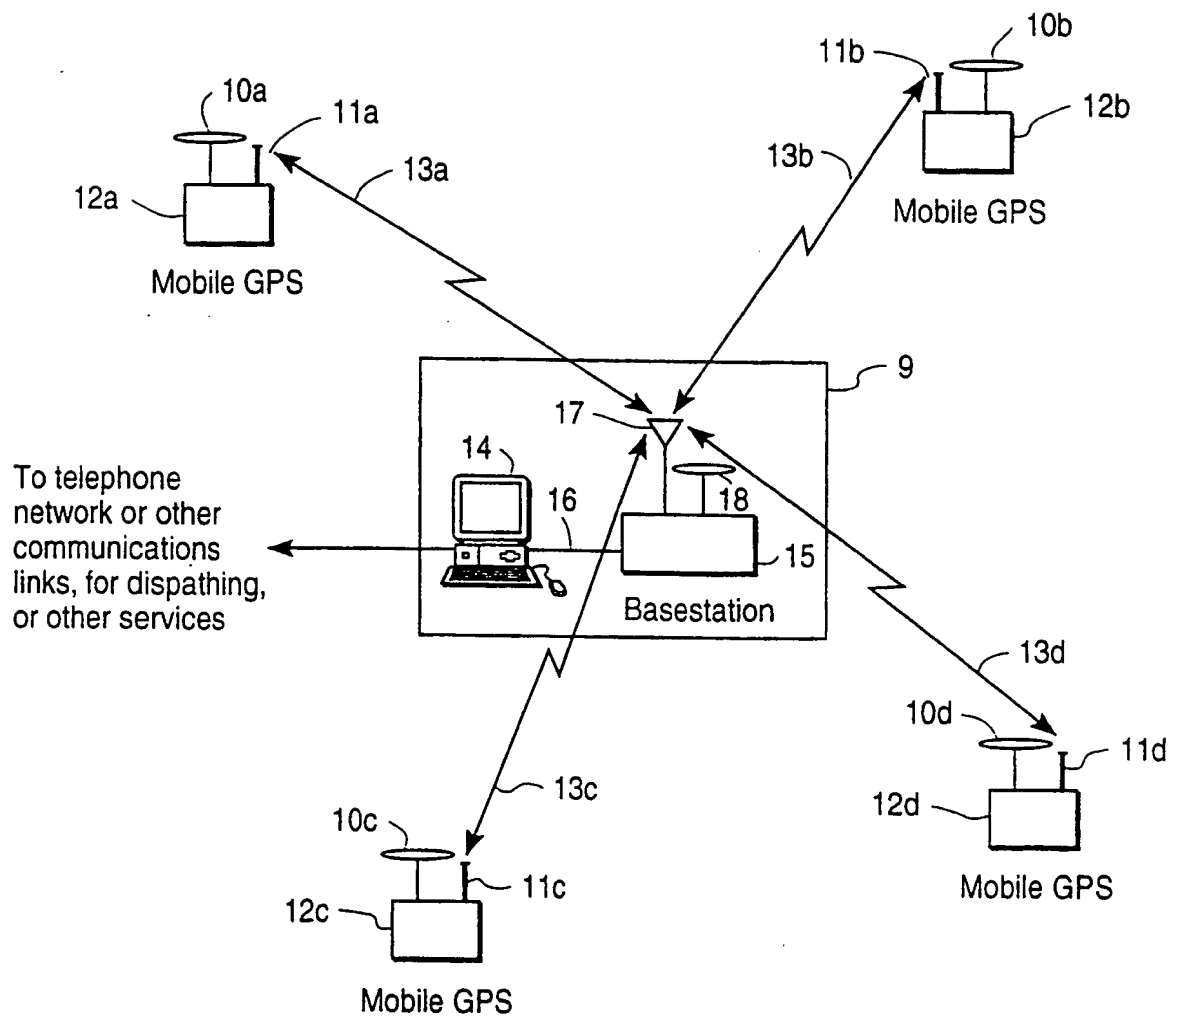 10b
11b
12b
13b
Mobile GPS
10a
11a
13a
12a
Mobile GPS
9
17
14
16
18
15
Basestation
To telephone
network or other
communications
links, for dispathing,
or other services
13d
10d
11d
12d
Mobile GPS
13c
10c
11c
12c
Mobile GPS